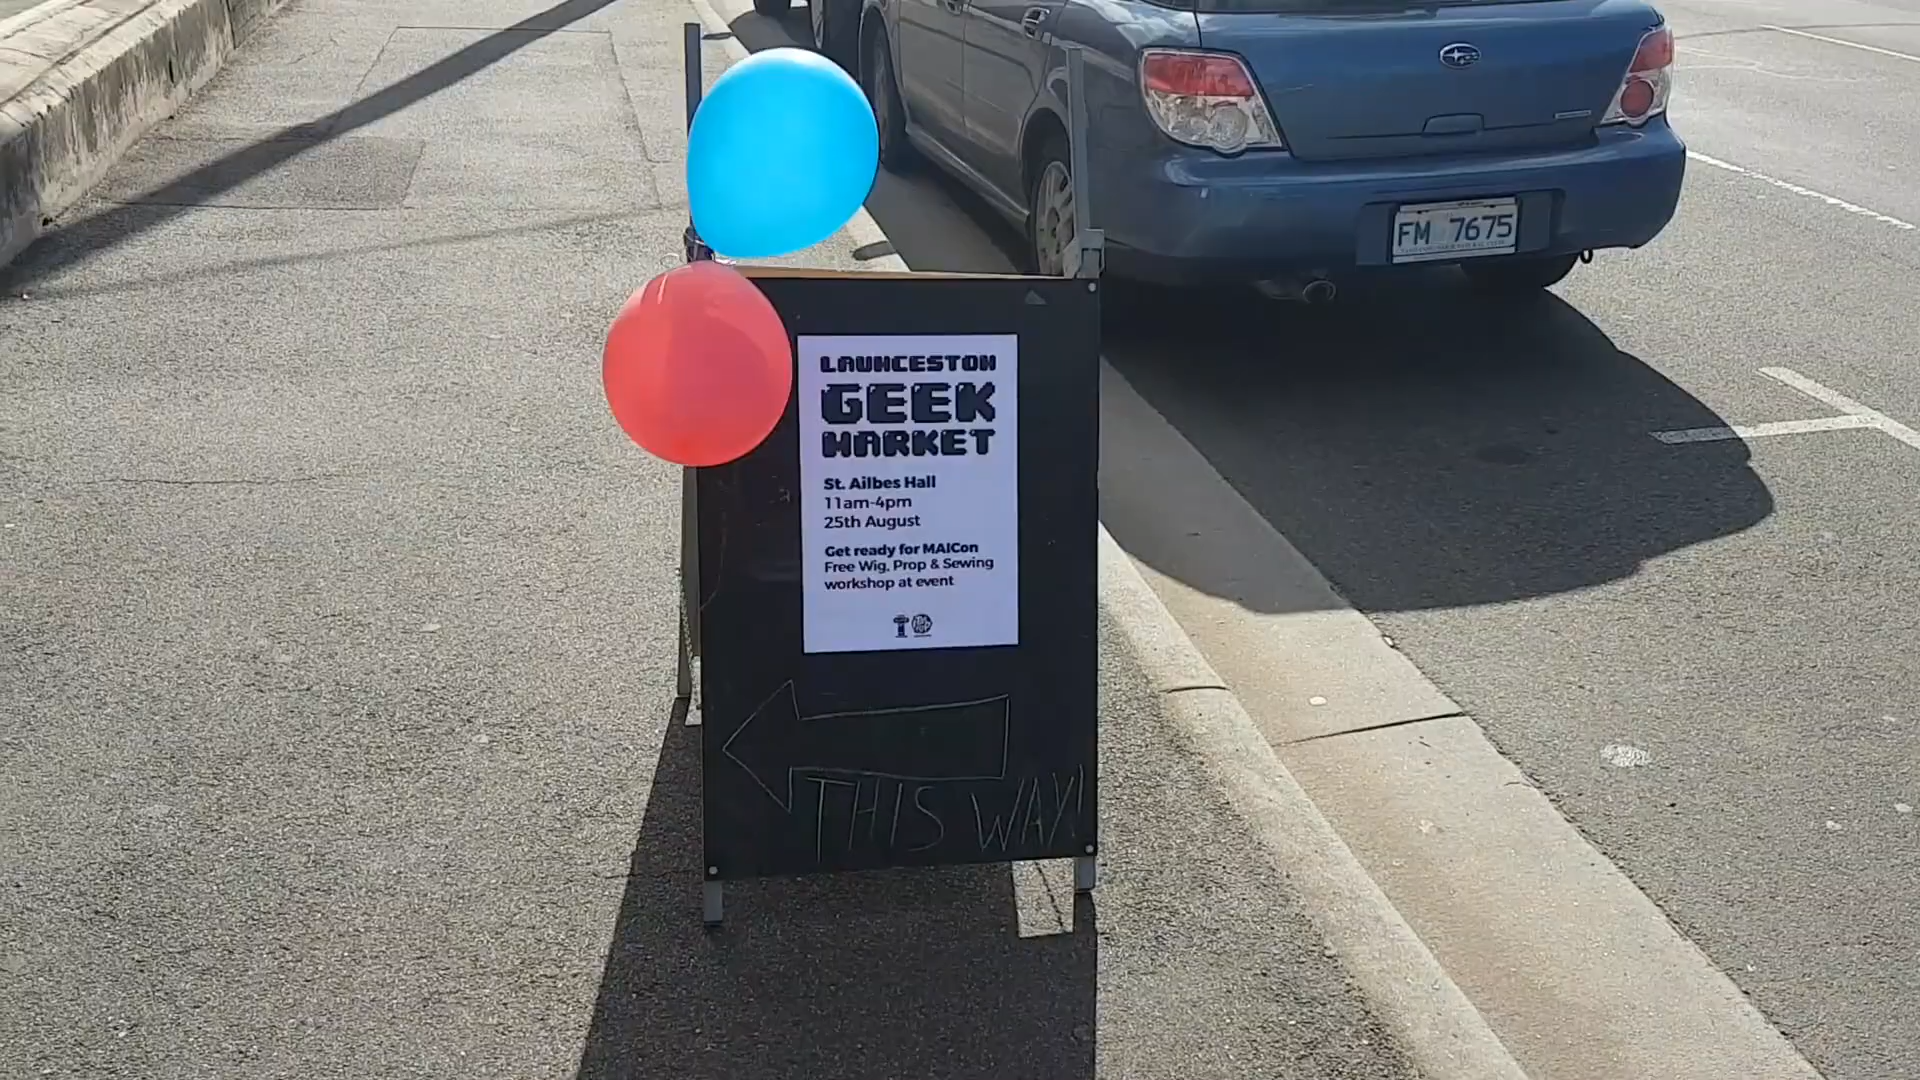 LAUNCESTON
GEEK
MARKET
St. Ailbes Hall
11am-4pm
25th August
Get ready for MAICon
Free Wig, Prop & Sewing
workshop at event
THIS WAY!
FM 7675